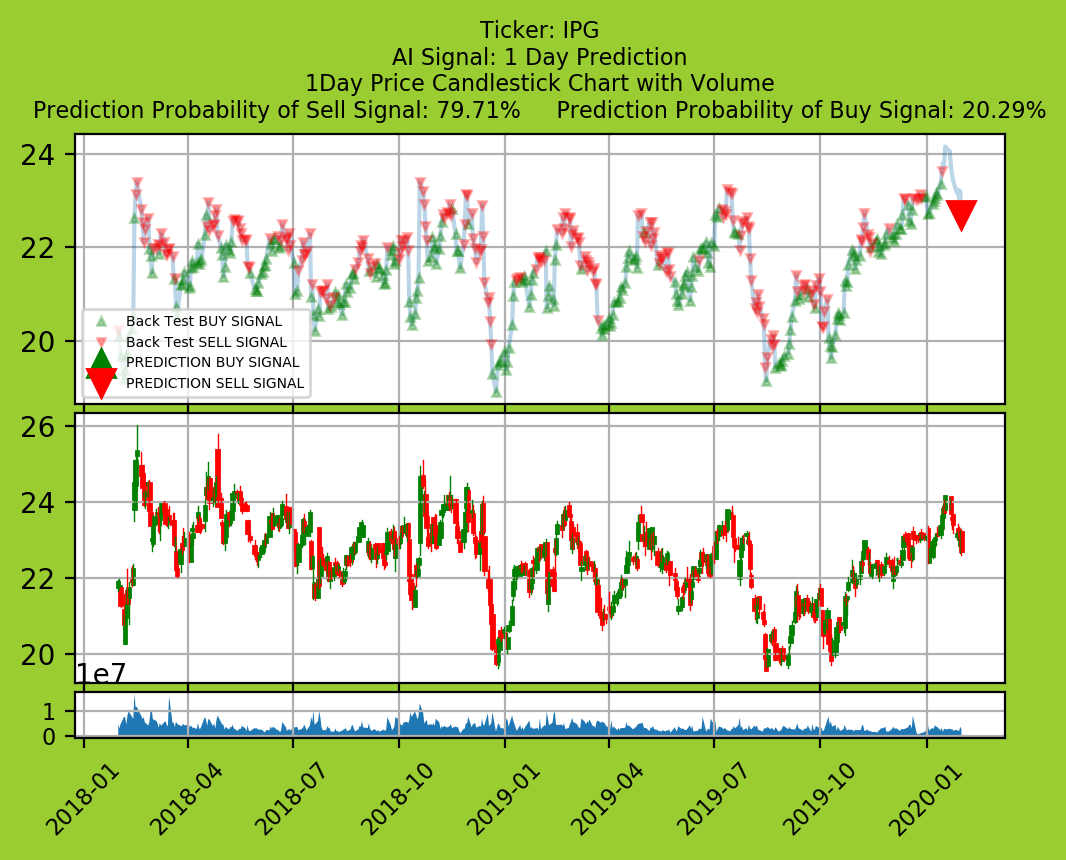 Ticker: IPG
AI Signal: 1 Day Prediction
1Day Price Candlestick Chart with Volume
Prediction Probability of Sell Signal: 79.71% Prediction Probability of Buy Signal: 20.29%
24
22
20
Back Test BUY SIGNAL
Back Test SELL SIGNAL
PREDICTION BUY SIGNAL
PREDICTION SELL SIGNAL
26
24
22
20
1e7
1
0
2018-01
2018-04
2018-07
2018-10
2019-01
2019-04
2019-07
2019-10
2020-01